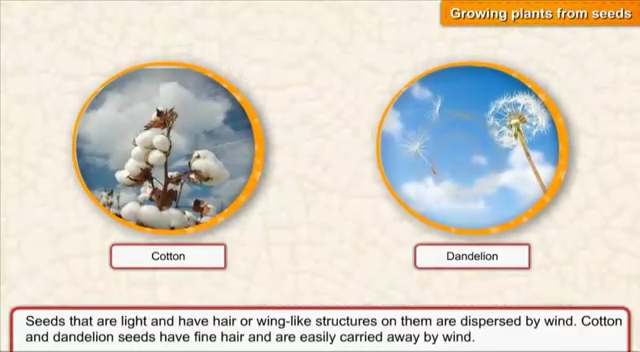 Growing plants from seeds
Cotton
Dandelion
Seeds that are light and have hair or wing-like structures on them are dispersed by wind. Cotton
and dandelion seeds have fine hair and are easily carried away by wind.